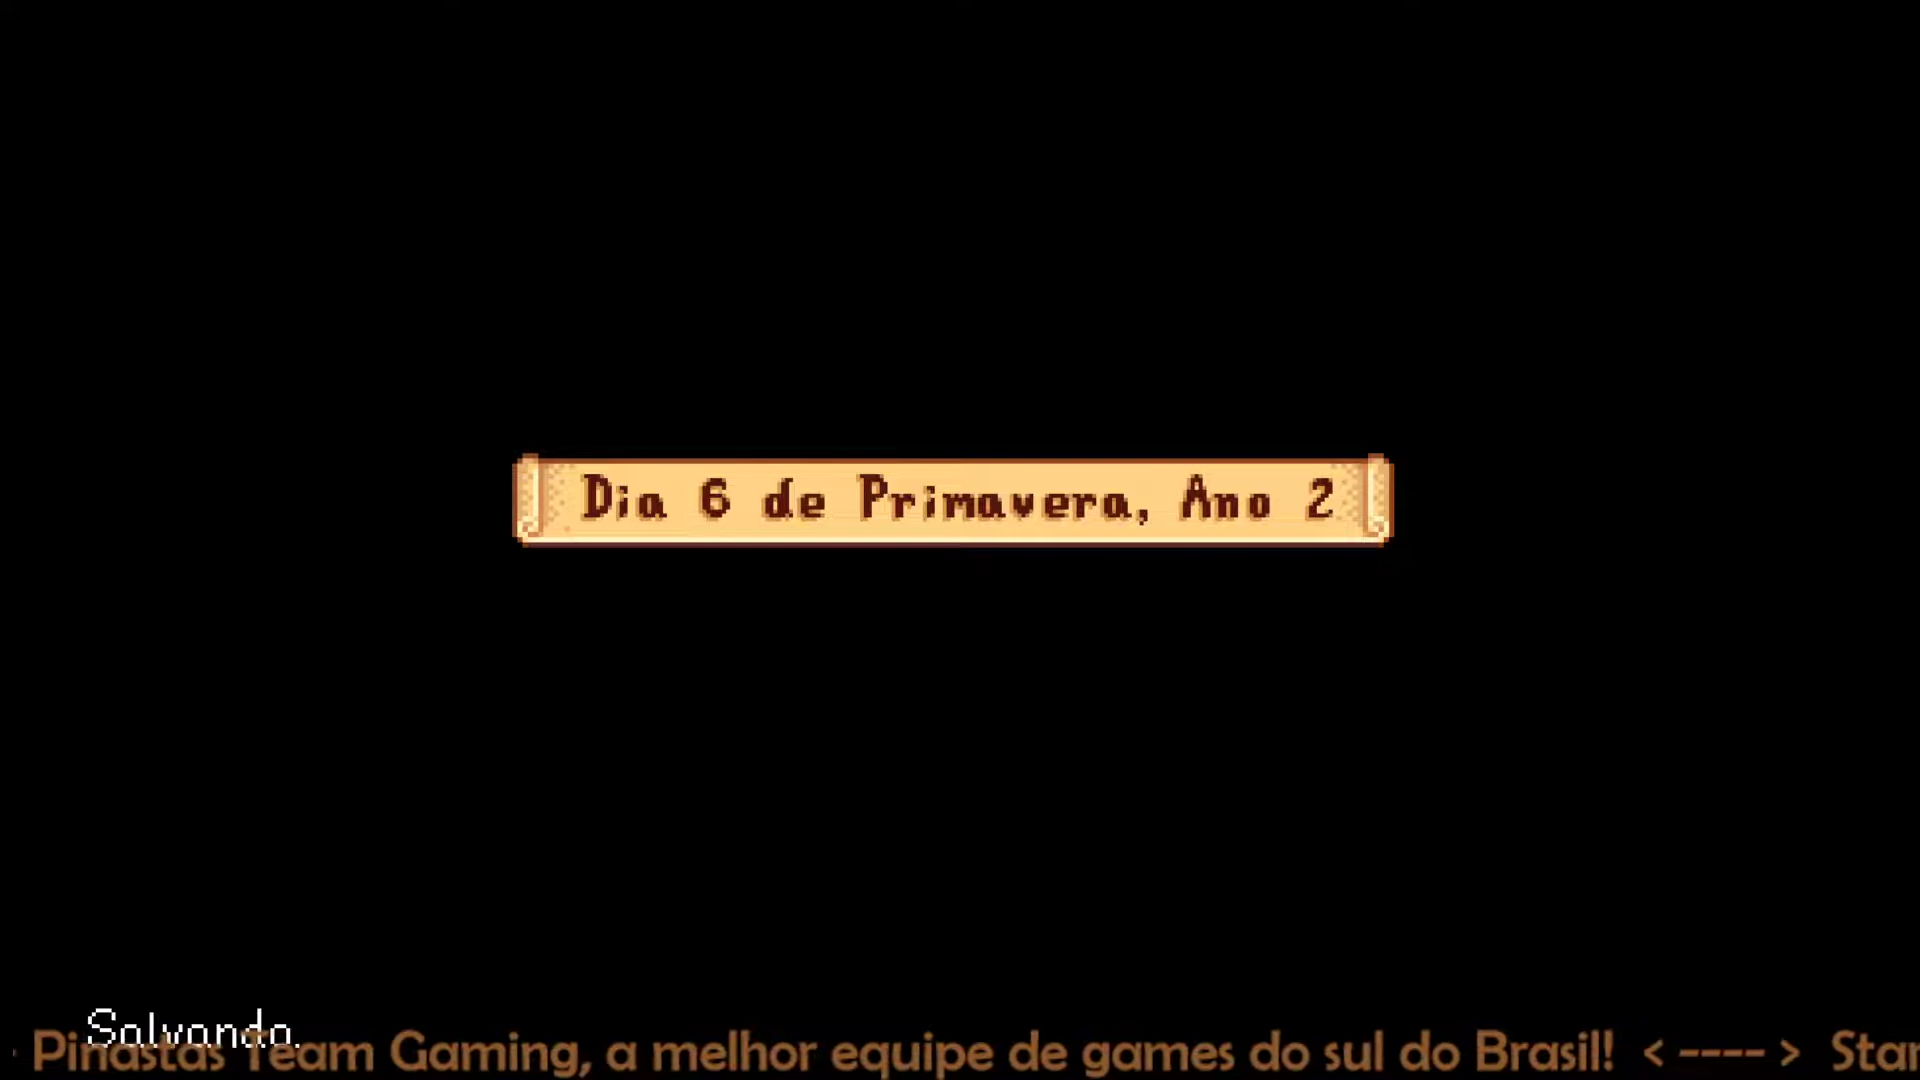 Dia 6 de Primavera, Ano 2
Salvando.
Pinastas Team Gaming, a melhor equipe de games do sul do Brasil! <----> Star